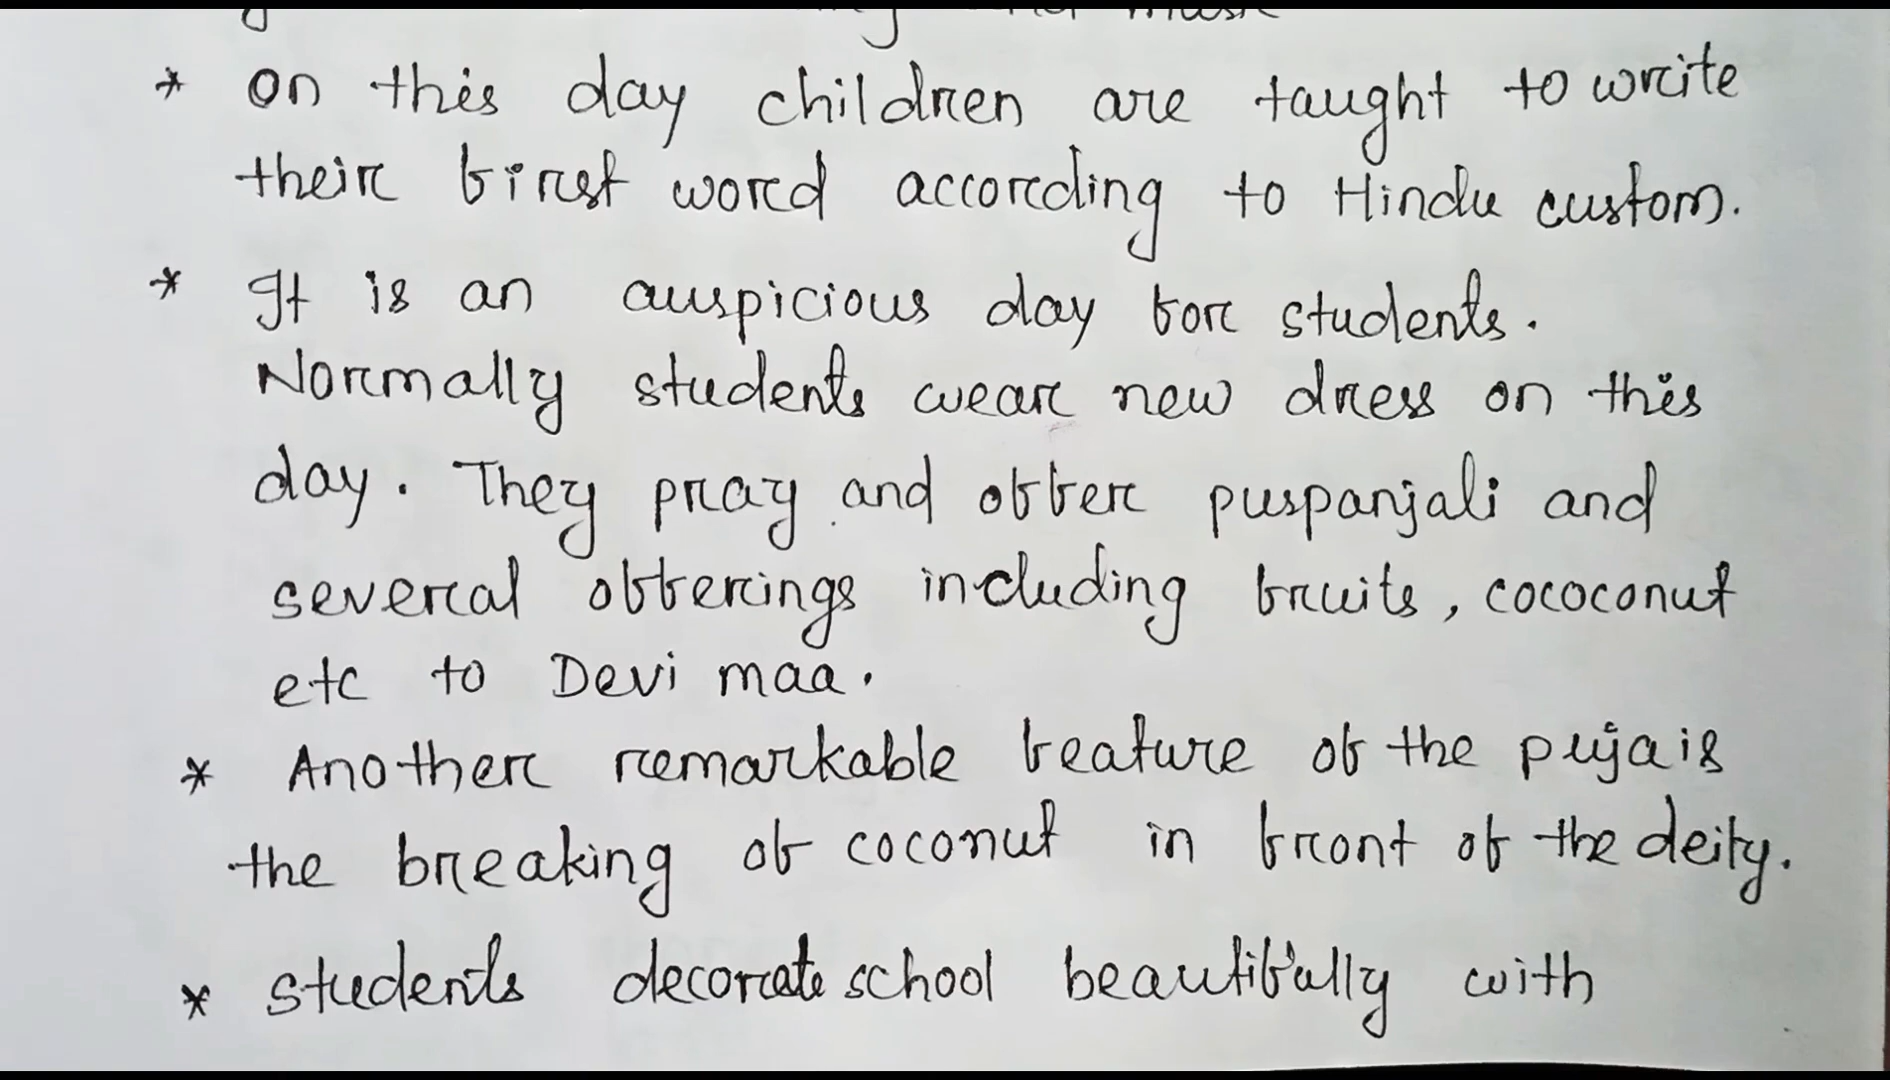 * on this day children are taught to write
their first word according to Hindu custom.
* It is an auspicious day for students.
Normally students wear new dress on this
day. They pray and offer puspanjali and
several offerings including fruits, cococonut
etc to Devi maa.
* Another remarkable feature of the puja is
the breaking of coconut in front of the deity.
* students decorate school beautifully with